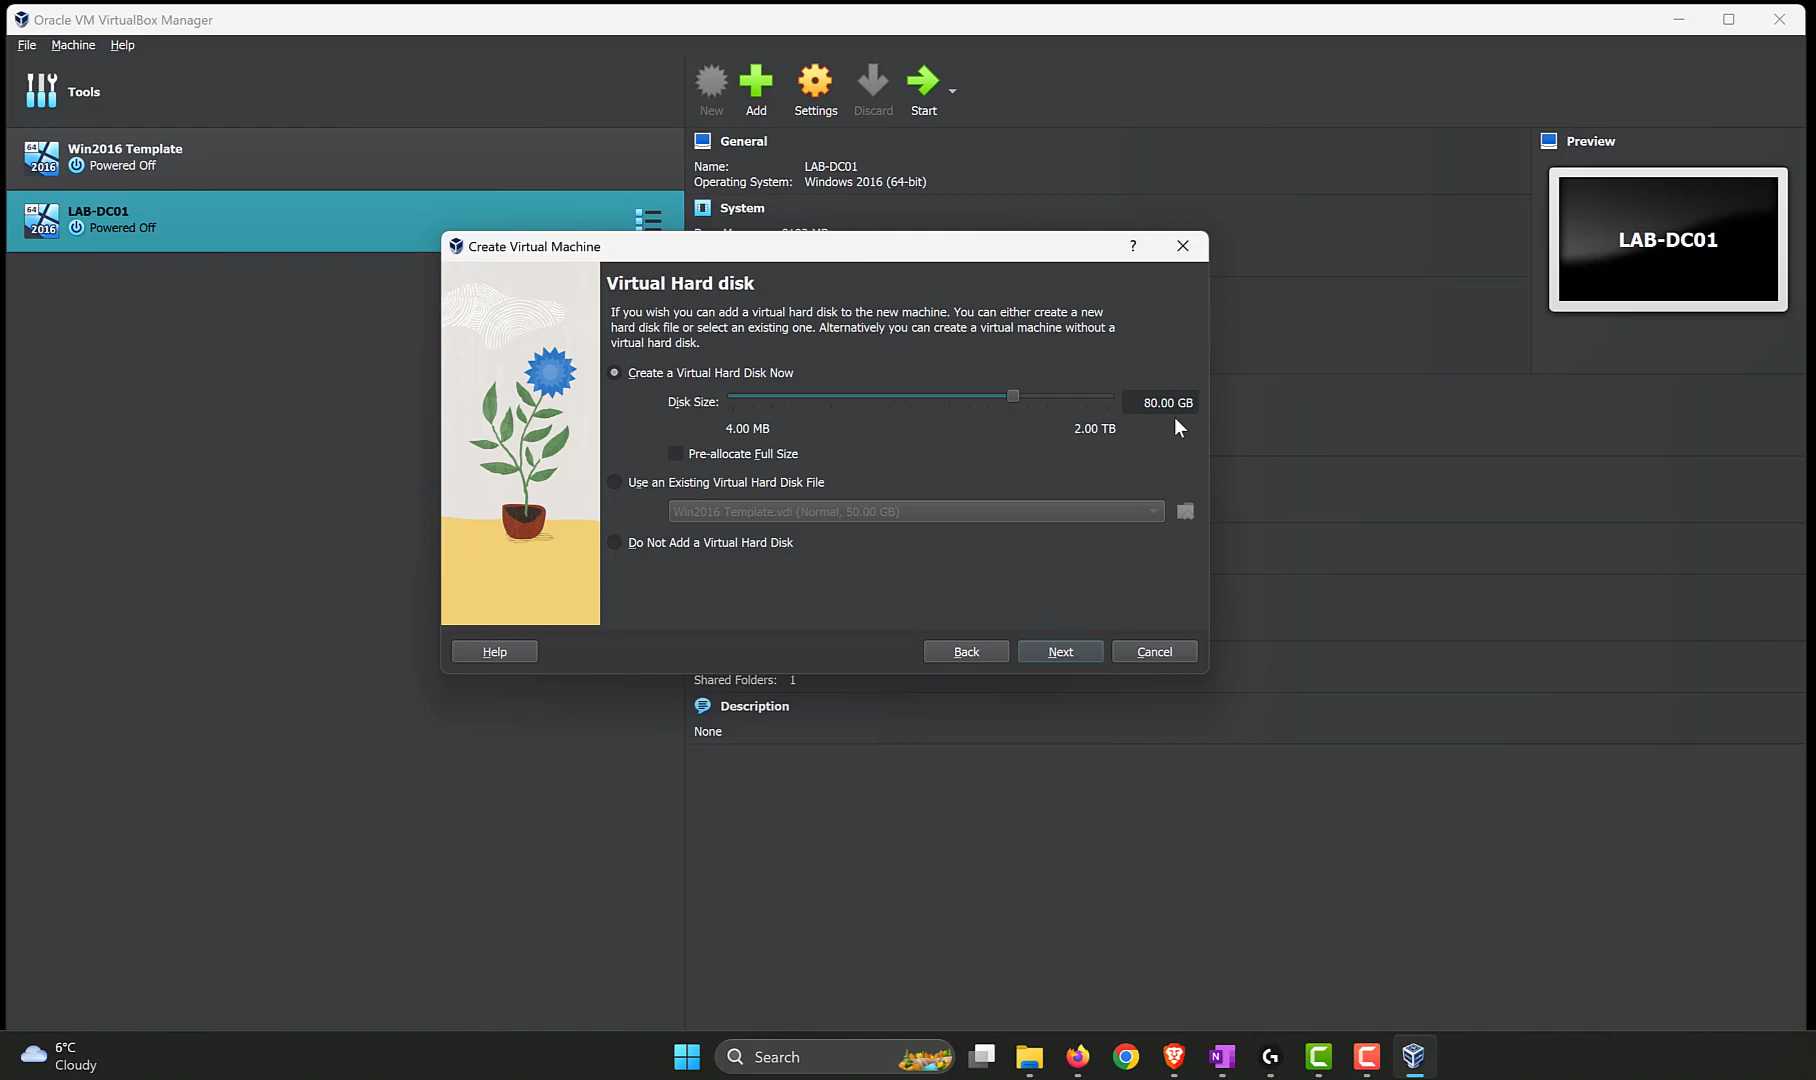 Oracle VM VirtualBox Manager
File Machine Help
Tools
New Add Settings Discard Start
64
2016
Win2016 Template
Powered Off
64
2016
LAB-DC01
Powered Off
General
Name: LAB-DC01
Operating System: Windows 2016 (64-bit)
System
Preview
LAB-DC01
Create Virtual Machine
?
Virtual Hard disk
If you wish you can add a virtual hard disk to the new machine. You can either create a new
hard disk file or select an existing one. Alternatively you can create a virtual machine without a
virtual hard disk.
Create a Virtual Hard Disk Now
Disk Size: 80.00 GB
4.00 MB 2.00 TB
Pre-allocate Full Size
Use an Existing Virtual Hard Disk File
Win2016 Template.vdi (Normal, 50.00 GB)
Do Not Add a Virtual Hard Disk
Help Back Next Cancel
Shared Folders: 1
Description
None
6°C
Cloudy
Search